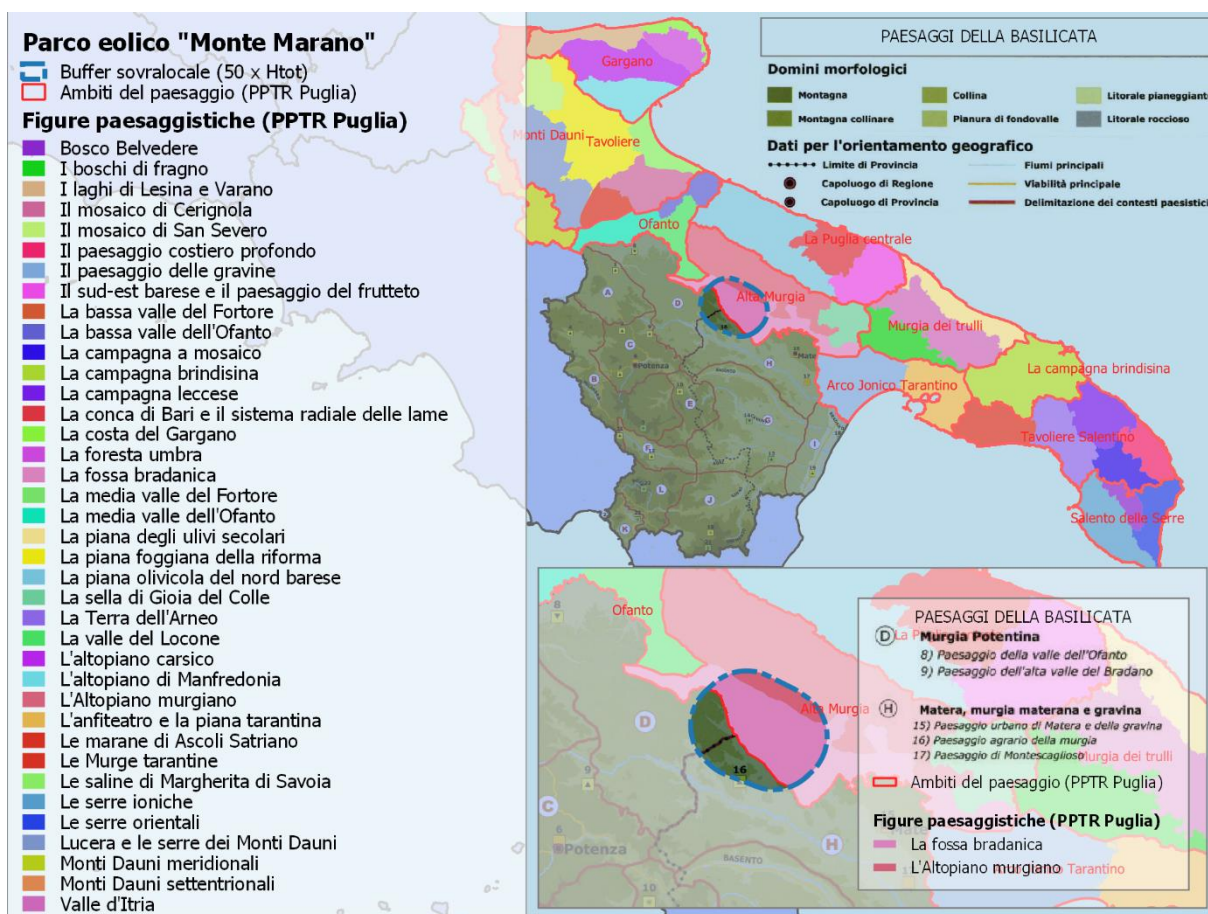 Parco eolico "Monte Marano"
Buffer sovralocale (50 x Htot)
Ambiti del paesaggio (PPTR Puglia)
Figure paesaggistiche (PPTR Puglia)
Bosco Belvedere
I boschi di fragno
I laghi di Lesina e Varano
Il mosaico di Cerignola
Il mosaico di San Severo
Il paesaggio costiero profondo
Il paesaggio delle gravine
Il sud-est barese e il paesaggio del frutteto
La bassa valle del Fortore
La bassa valle dell'Ofanto
La campagna a mosaico
La campagna brindisina
La campagna leccese
La conca di Bari e il sistema radiale delle lame
La costa del Gargano
La foresta umbra
La fossa bradanica
La media valle del Fortore
La media valle dell'Ofanto
La piana degli ulivi secolari
La piana foggiana della riforma
La piana olivicola del nord barese
La sella di Gioia del Colle
La Terra dell'Arneo
La valle del Locone
L'altopiano carsico
L'altopiano di Manfredonia
L'Altopiano murgiano
L'anfiteatro e la piana tarantina
Le marane di Ascoli Satriano
Le Murge tarantine
Le saline di Margherita di Savoia
Le serre ioniche
Le serre orientali
Lucera e le serre dei Monti Dauni
Monti Dauni meridionali
Monti Dauni settentrionali
Valle d'Itria
PAESAGGI DELLA BASILICATA
Domini morfologici
Montagna
Collina
Litorale pianeggiante
Montagna collinare
Pianura di fondovalle
Litorale roccioso
Dati per l'orientamento geografico
Limite di Provincia
Fiumi principali
Capoluogo di Regione
Viabilità principale
Capoluogo di Provincia
Delimitazione dei contesti paesistici
Gargano
Monti Dauni
Tavoliere
Ofanto
La Puglia centrale
Alta Murgia
Murgia dei trulli
La campagna brindisina
Arco Jonico Tarantino
Tavoliere Salentino
Salento delle Serre
A
D
C
B
Potenza
E
H
G
F
I
L
J
K
16
Ofanto
8
D
Alta Murgia
16
9
C
6
Potenza
H
BASENTO
10
PAESAGGI DELLA BASILICATA
D Murgia Potentina
8) Paesaggio della valle dell'Ofanto
9) Paesaggio dell'alta valle del Bradano
H Matera, murgia materana e gravina
15) Paesaggio urbano di Matera e della gravina
16) Paesaggio agrario della murgia
17) Paesaggio di Montescaglioso
Murgia dei trulli
Ambiti del paesaggio (PPTR Puglia)
Figure paesaggistiche (PPTR Puglia)
La fossa bradanica
L'Altopiano murgiano